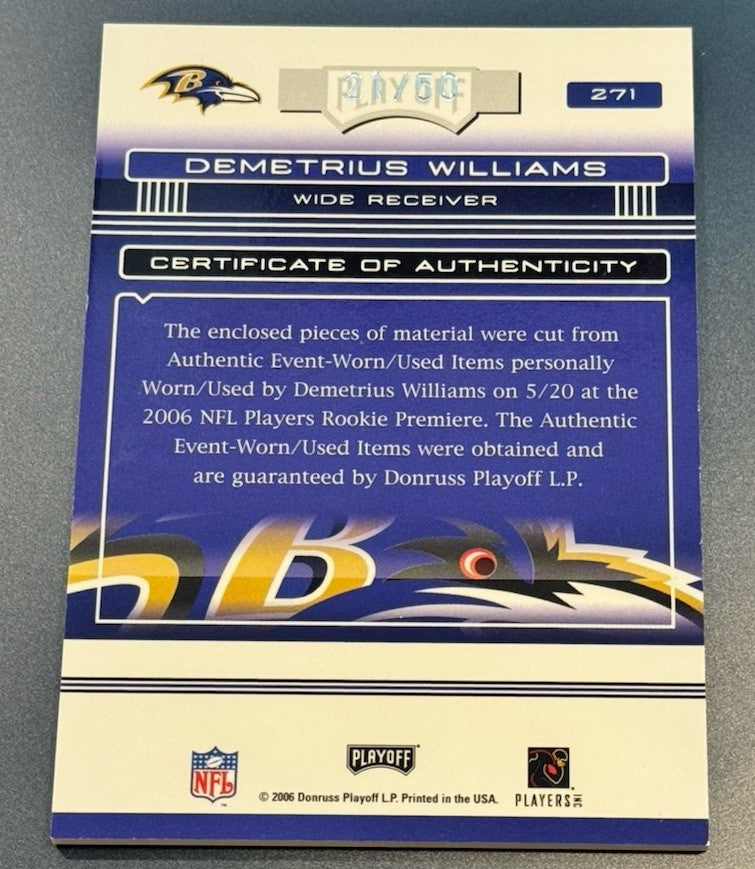 B
21/50
PLAYOFF
271
DEMETRIUS WILLIAMS
WIDE RECEIVER
CERTIFICATE OF AUTHENTICITY
The enclosed pieces of material were cut from
Authentic Event-Worn/Used Items personally
Worn/Used by Demetrius Williams on 5/20 at the
2006 NFL Players Rookie Premiere. The Authentic
Event-Worn/Used Items were obtained and
are guaranteed by Donruss Playoff L.P.
B
NFL
PLAYOFF
© 2006 Donruss Playoff L.P. Printed in the USA.
PLAYERS INC